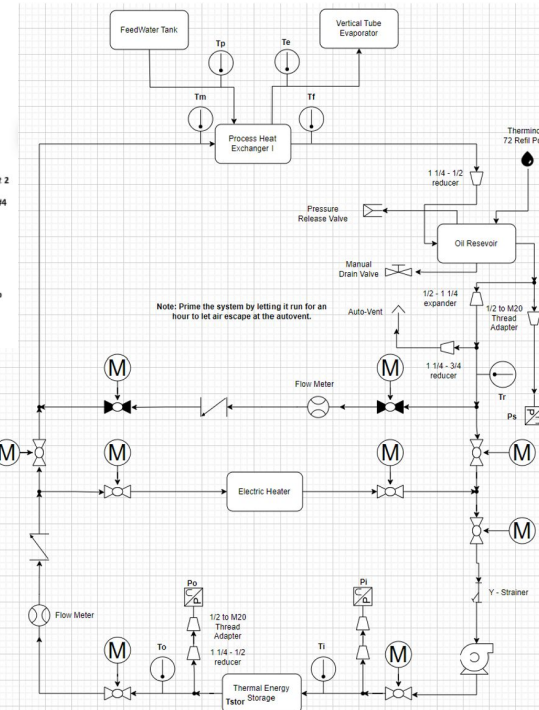 FeedWater Tank
Vertical Tube
Evaporator
Tp
Te
Tm
Tf
Process Heat
Exchanger I
Therminol
72 Refil
1 1/4 - 1/2
reducer
Pressure
Release Valve
Oil Resevoir
Manual
Drain Valve
Note: Prime the system by letting it run for an
hour to let air escape at the autovent.
Auto-Vent
1/2 - 1 1/4
expander
1/2 to M20
Thread
Adapter
1 1/4 - 3/4
reducer
Tr
Ps
M
M
Flow Meter
M
M
M
M
Electric Heater
M
Y - Strainer
Flow Meter
Po
1/2 to M20
Thread
Adapter
1 1/4 - 1/2
reducer
Pi
M
To
Ti
M
Thermal Energy
Storage
Tstor